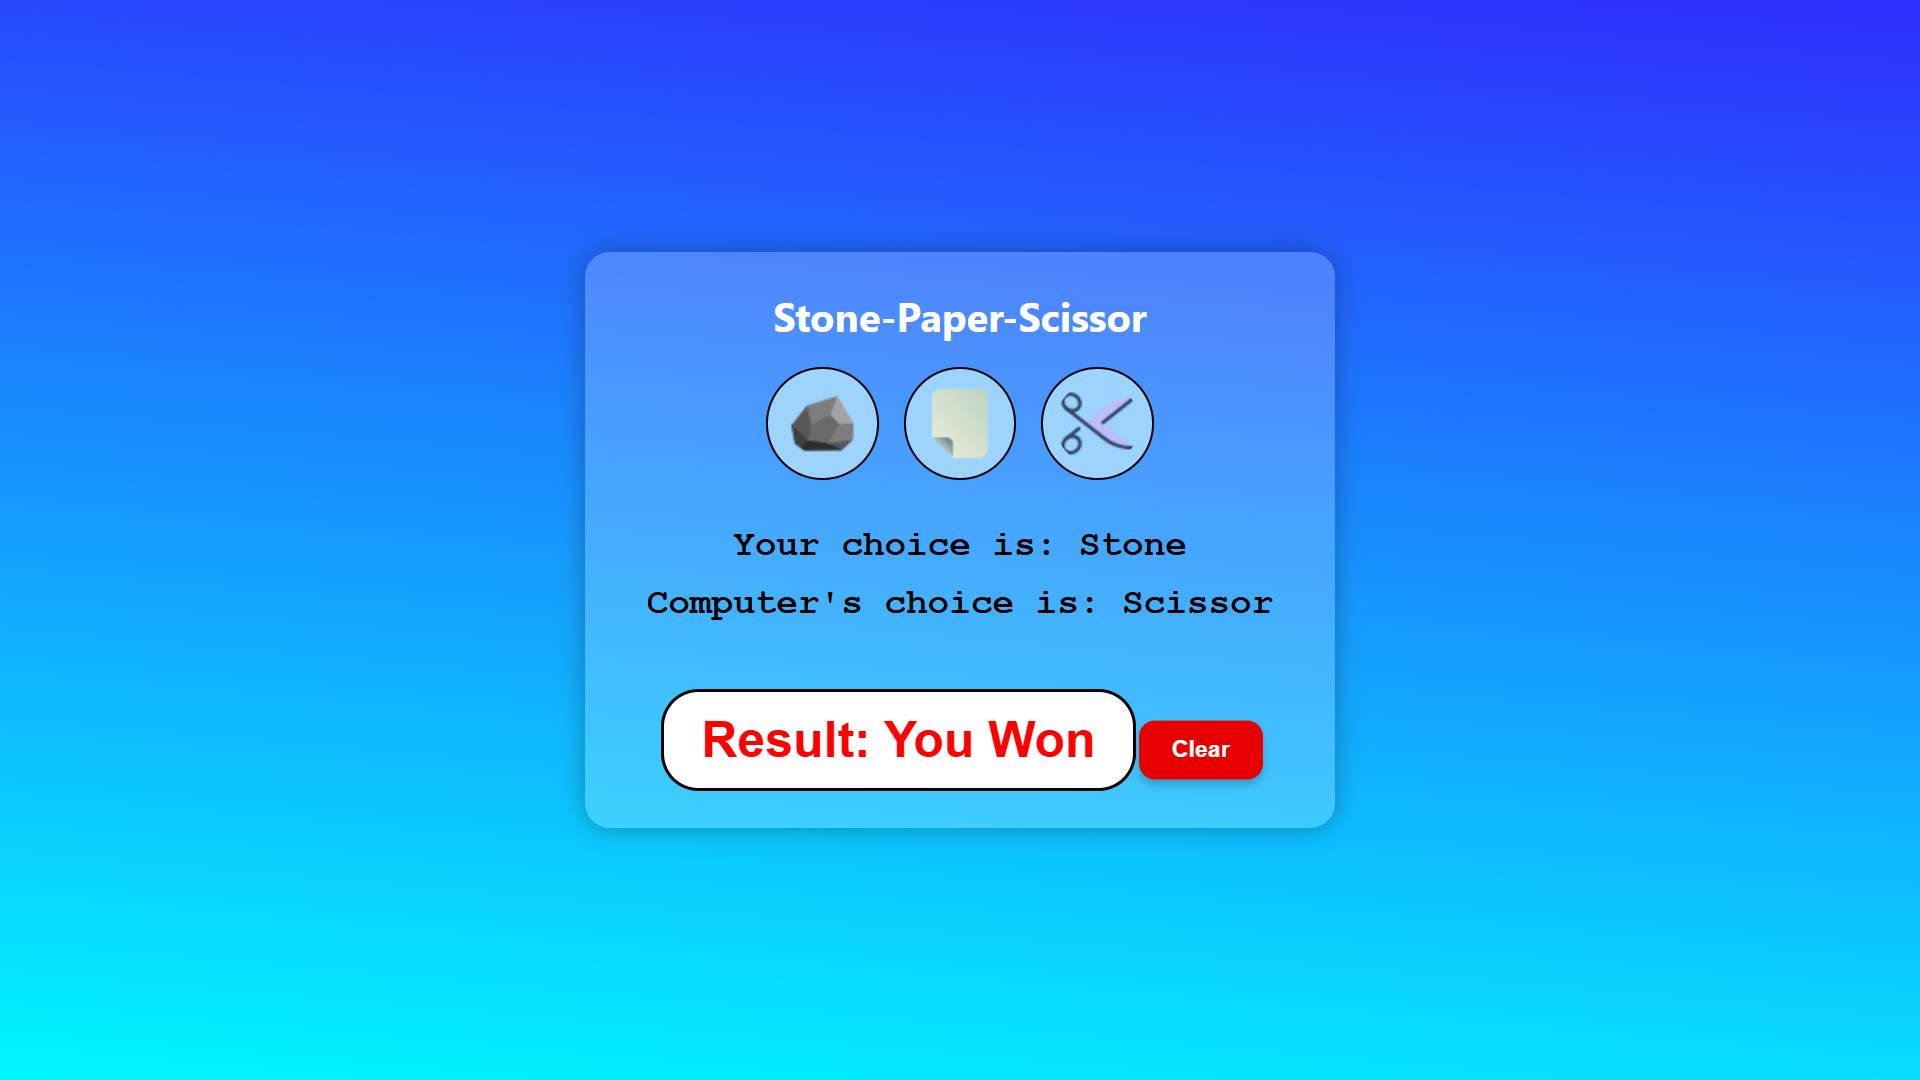 Stone-Paper-Scissor
Your choice is: Stone
Computer's choice is: Scissor
Result: You Won
Clear